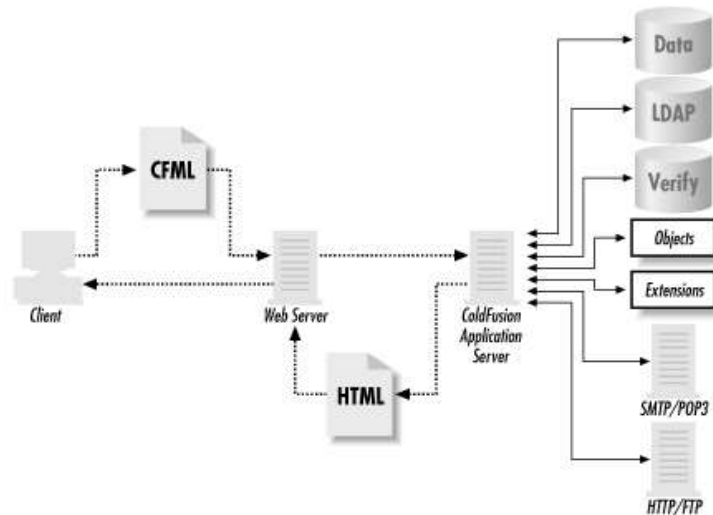 Data
LDAP
CFML
Verify
Objects
Extensions
Client
Web Server
ColdFusion
Application
Server
HTML
SMTP/POP3
HTTP/FTP